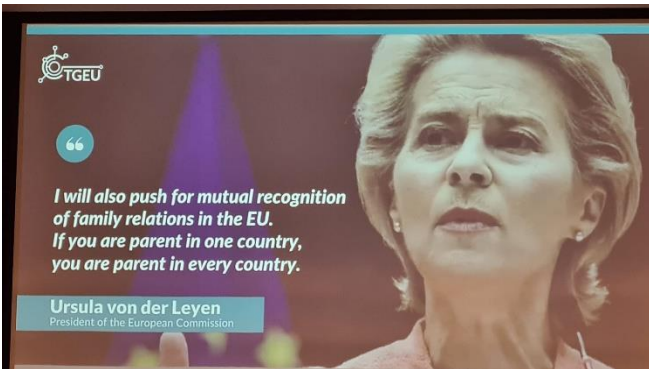 TGEU
I will also push for mutual recognition
of family relations in the EU.
If you are parent in one country,
you are parent in every country.
Ursula von der Leyen
President of the European Commission